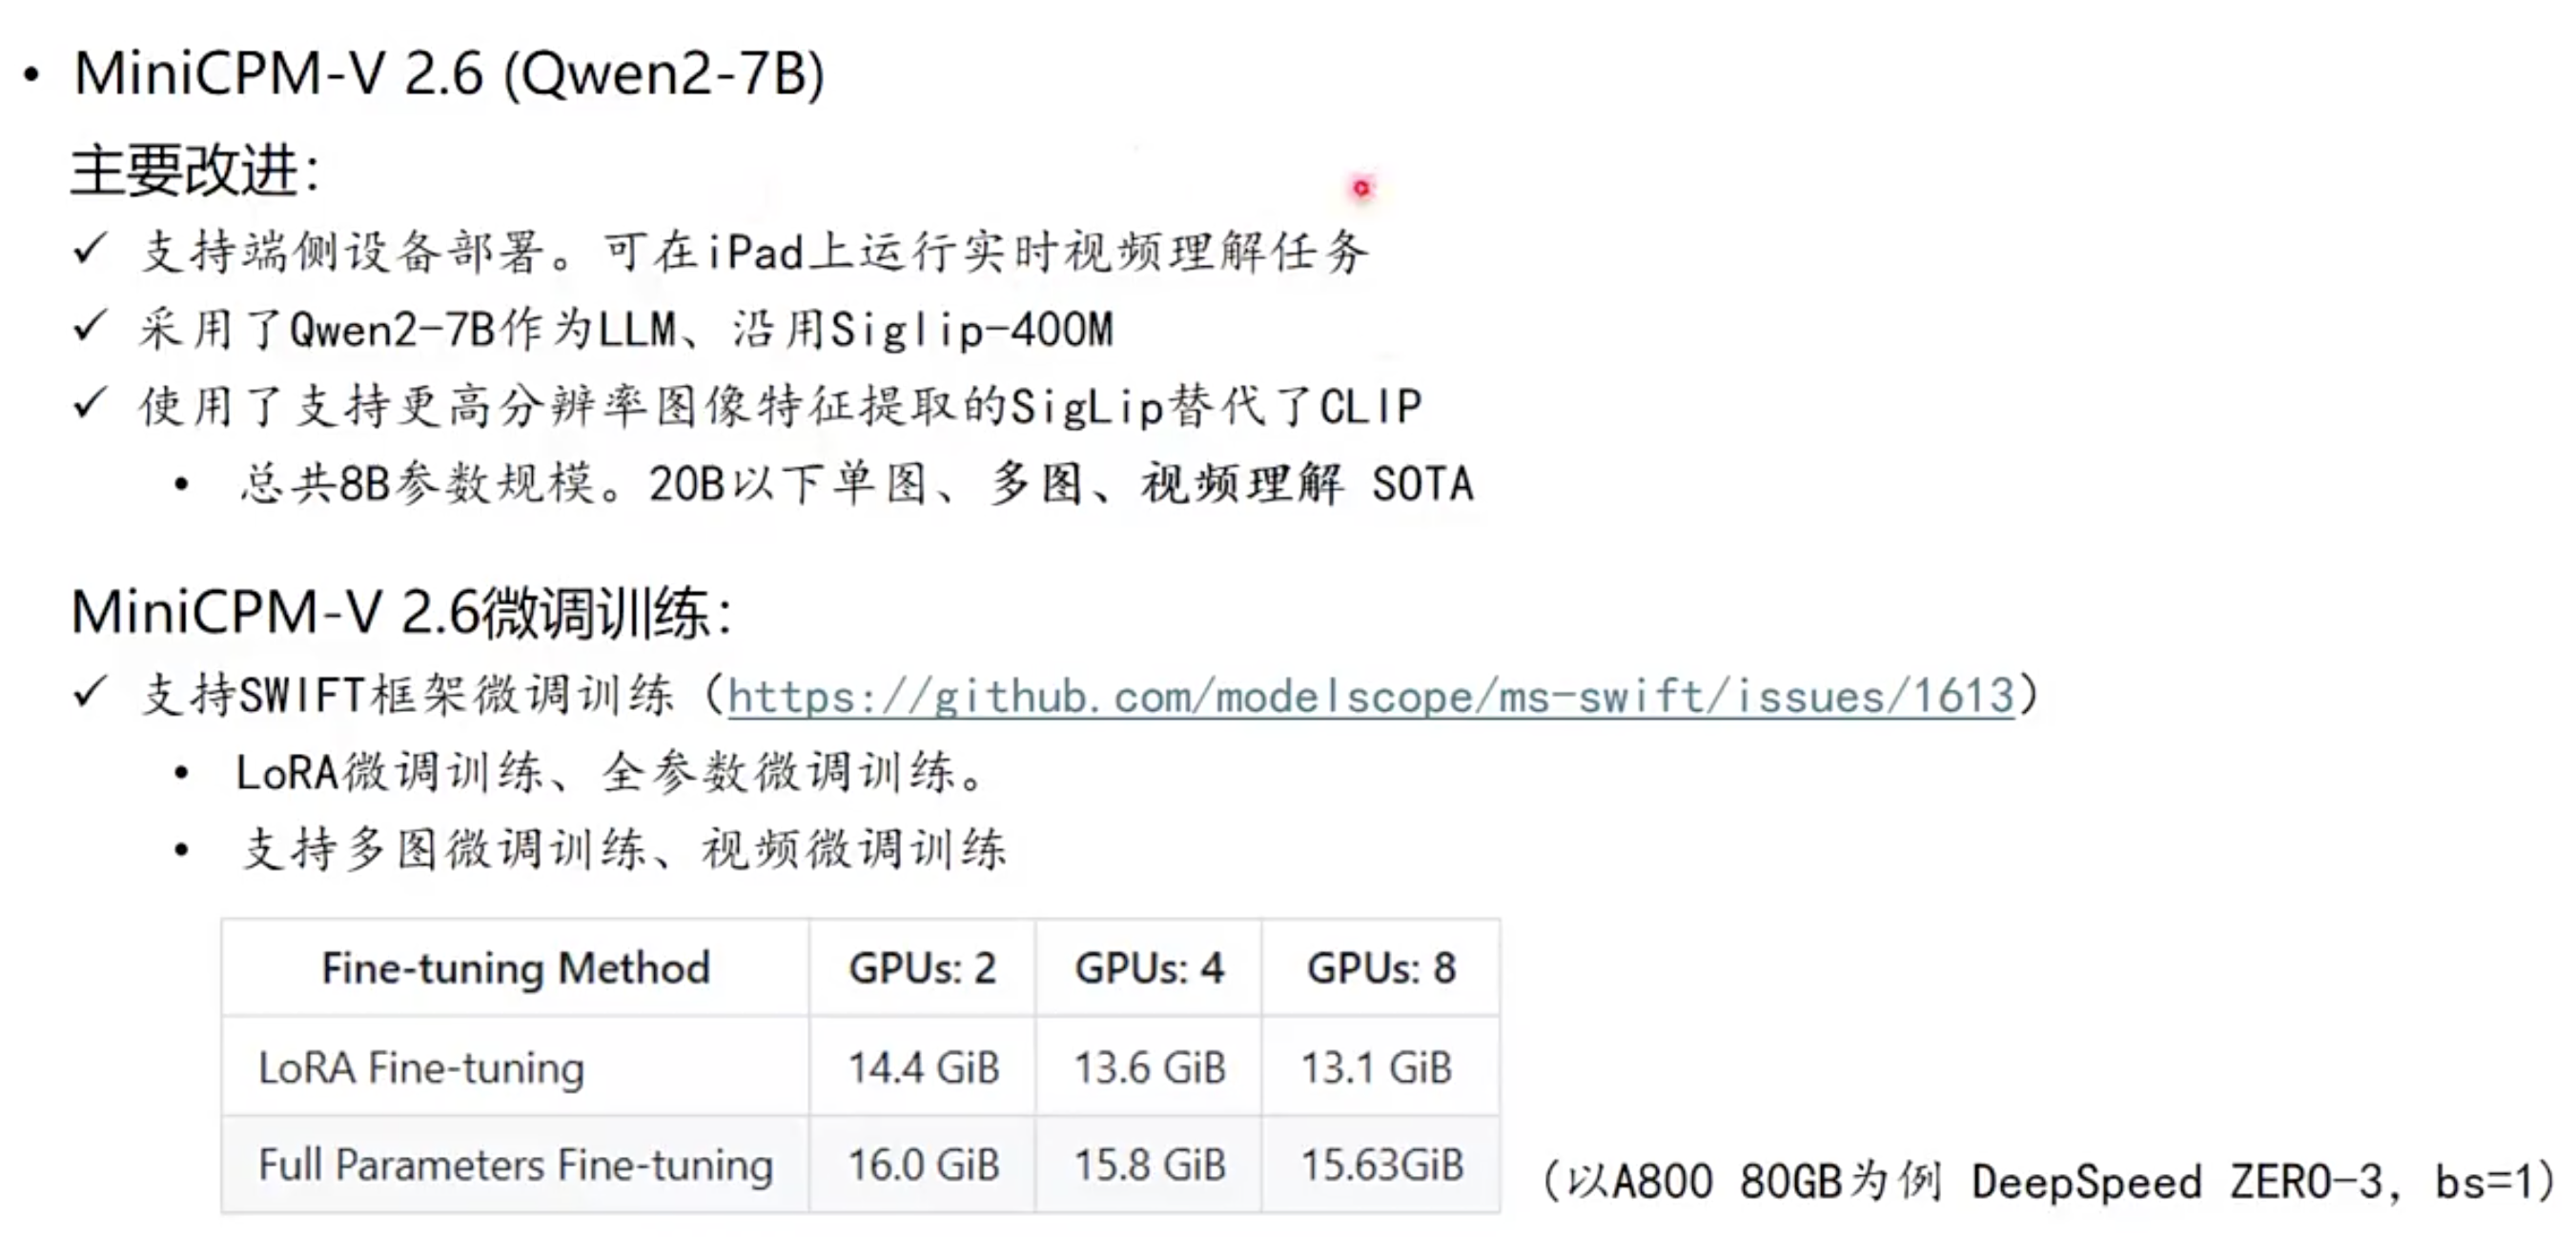 • MiniCPM-V 2.6 (Qwen2-7B)
主要改进：
✓ 支持端侧设备部署。可在iPad上运行实时视频理解任务
✓ 采用了Qwen2-7B作为LLM、沿用Siglip-400M
✓ 使用了支持更高分辨率图像特征提取的SigLip替代了CLIP
• 总共8B参数规模。20B以下单图、多图、视频理解 SOTA
MiniCPM-V 2.6微调训练：
✓ 支持SWIFT框架微调训练（https://github.com/modelscope/ms-swift/issues/1613）
• LoRA微调训练、全参数微调训练。
• 支持多图微调训练、视频微调训练
Fine-tuning Method GPUs: 2 GPUs: 4 GPUs: 8
LoRA Fine-tuning 14.4 GiB 13.6 GiB 13.1 GiB
Full Parameters Fine-tuning 16.0 GiB 15.8 GiB 15.63GiB
（以A800 80GB为例 DeepSpeed ZERO-3, bs=1）